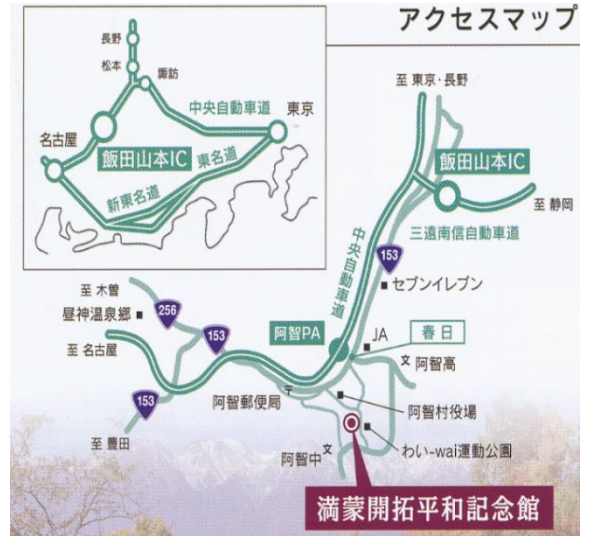 アクセスマップ
長野
松本
諏訪
中央自動車道
東京
名古屋
飯田山本IC
東名道
新東名道
至 東京・長野
飯田山本IC
至 静岡
三遠南信自動車道
中央自動車道
153
セブンイレブン
至 木曽
256
昼神温泉郷
153
至 名古屋
阿智PA
JA
春日
文 阿智高
153
阿智郵便局
〒
阿智村役場
至 豊田
阿智中 文
わい-wai運動公園
満蒙開拓平和記念館